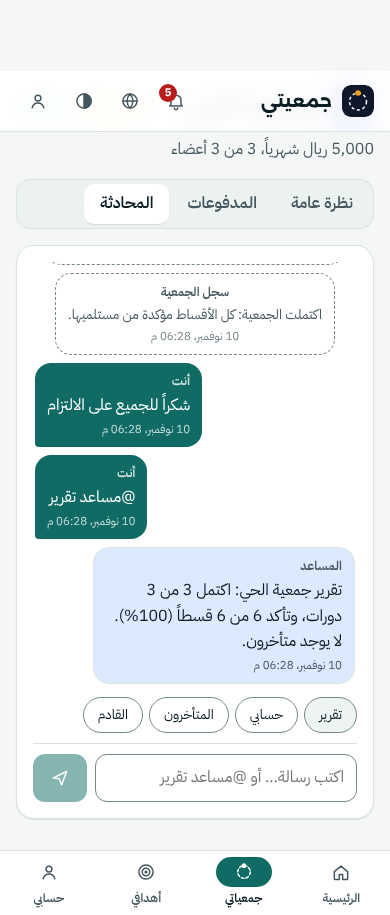 جمعيتي
5
5,000 ريال شهرياً، 3 من 3 أعضاء
نظرة عامة
المدفوعات
المحادثة
سجل الجمعية
اكتملت الجمعية: كل الأقساط مؤكدة من مستلميها.
10 نوفمبر، 06:28 م
أنت
شكراً للجميع على الالتزام
10 نوفمبر، 06:28 م
أنت
@مساعد تقرير
10 نوفمبر، 06:28 م
المساعد
تقرير جمعية الحي: اكتمل 3 من 3
دورات، وتأكد 6 من 6 قسطاً (100%).
لا يوجد متأخرون.
10 نوفمبر، 06:28 م
تقرير
حسابي
المتأخرون
القادم
اكتب رسالة... أو @مساعد تقرير
الرئيسية
جمعياتي
أهدافي
حسابي